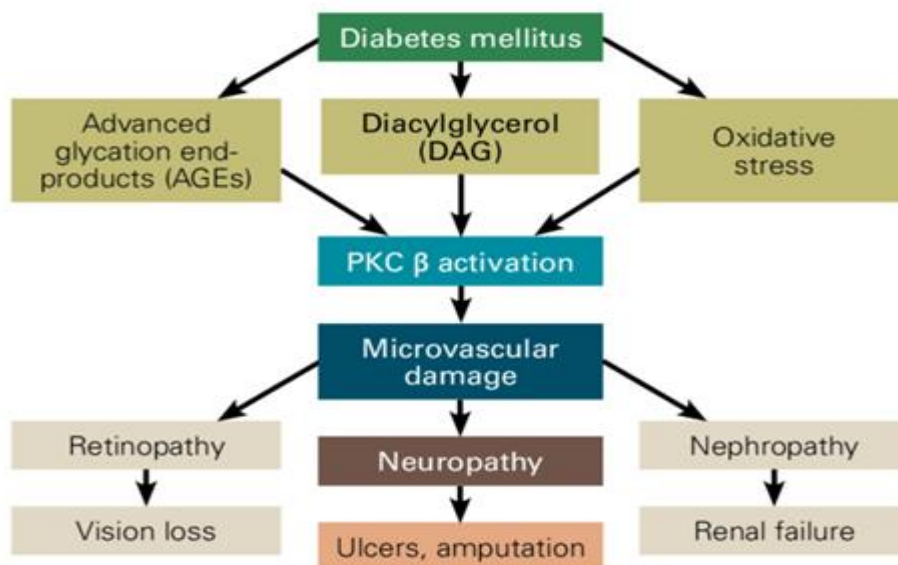 Diabetes mellitus
Advanced
glycation end-
products (AGEs)
Diacylglycerol
(DAG)
Oxidative
stress
PKC β activation
Microvascular
damage
Retinopathy
Neuropathy
Nephropathy
Vision loss
Ulcers, amputation
Renal failure